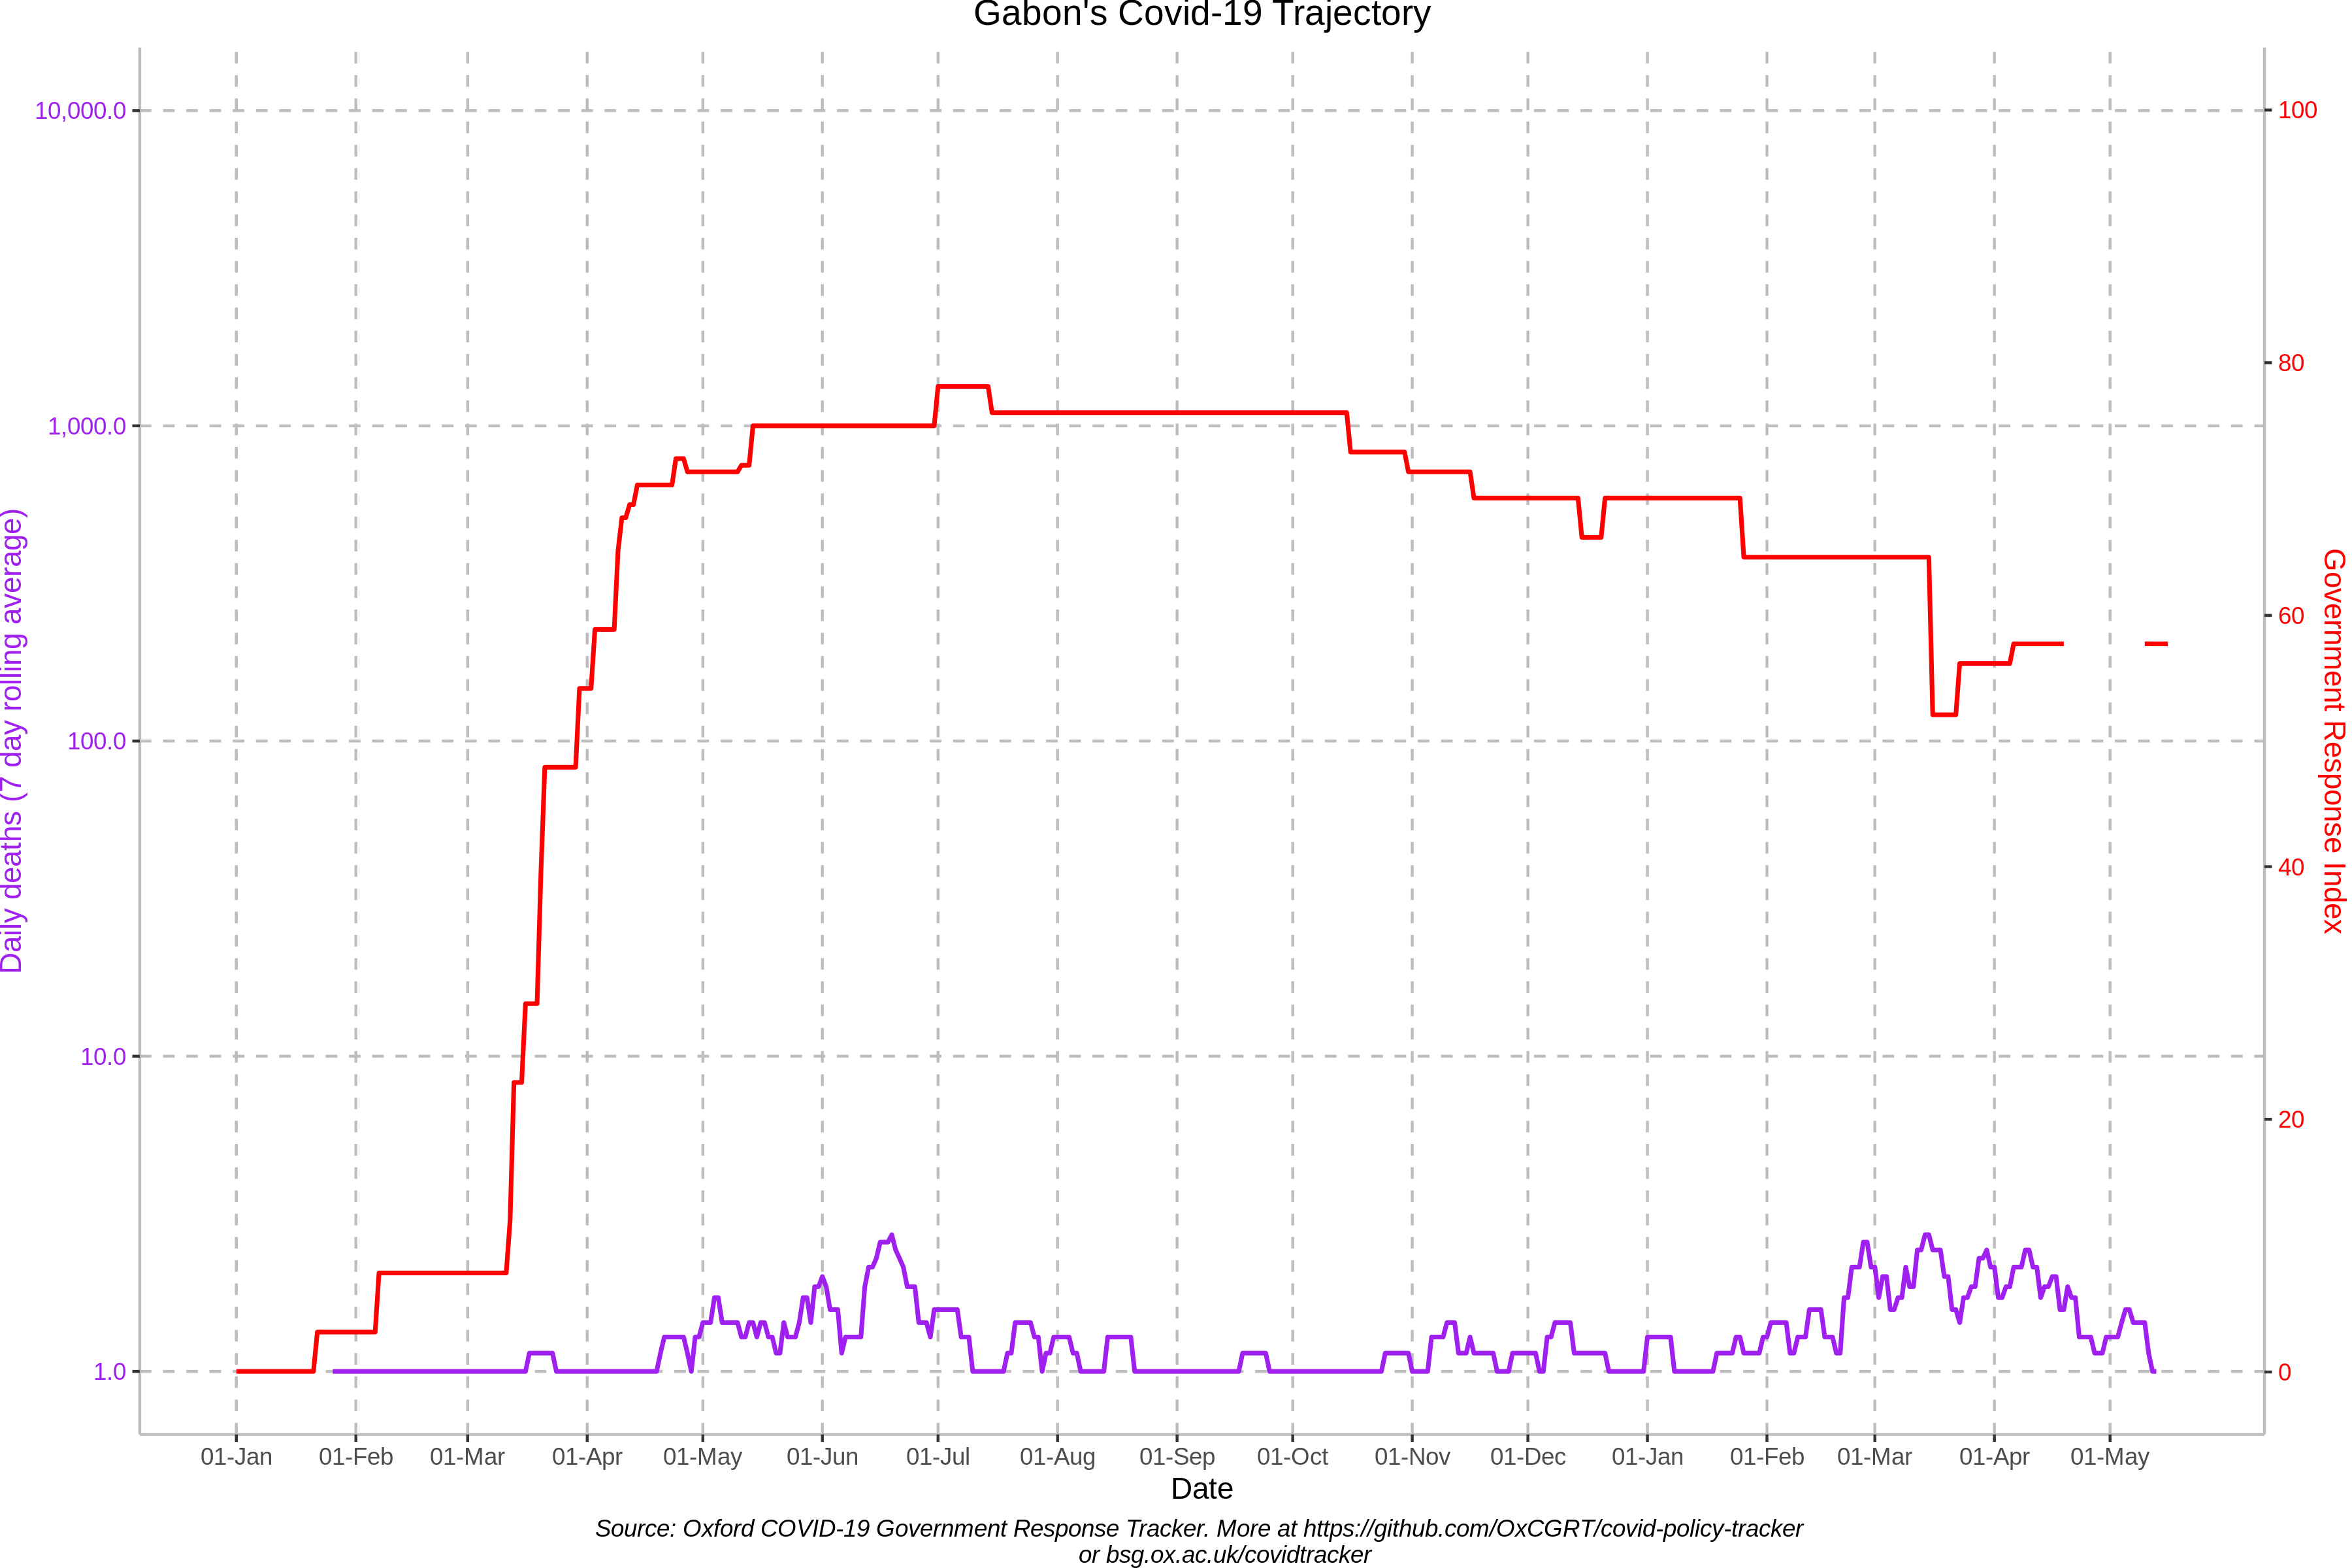 Gabon's Covid-19 Trajectory
10,000.0
1,000.0
100.0
10.0
1.0
Daily deaths (7 day rolling average)
100
80
60
40
20
0
Government Response Index
01-Jan
01-Feb
01-Mar
01-Apr
01-May
01-Jun
01-Jul
01-Aug
01-Sep
01-Oct
01-Nov
01-Dec
01-Jan
01-Feb
01-Mar
01-Apr
01-May
Date
Source: Oxford COVID-19 Government Response Tracker. More at https://github.com/OxCGRT/covid-policy-tracker
or bsg.ox.ac.uk/covidtracker